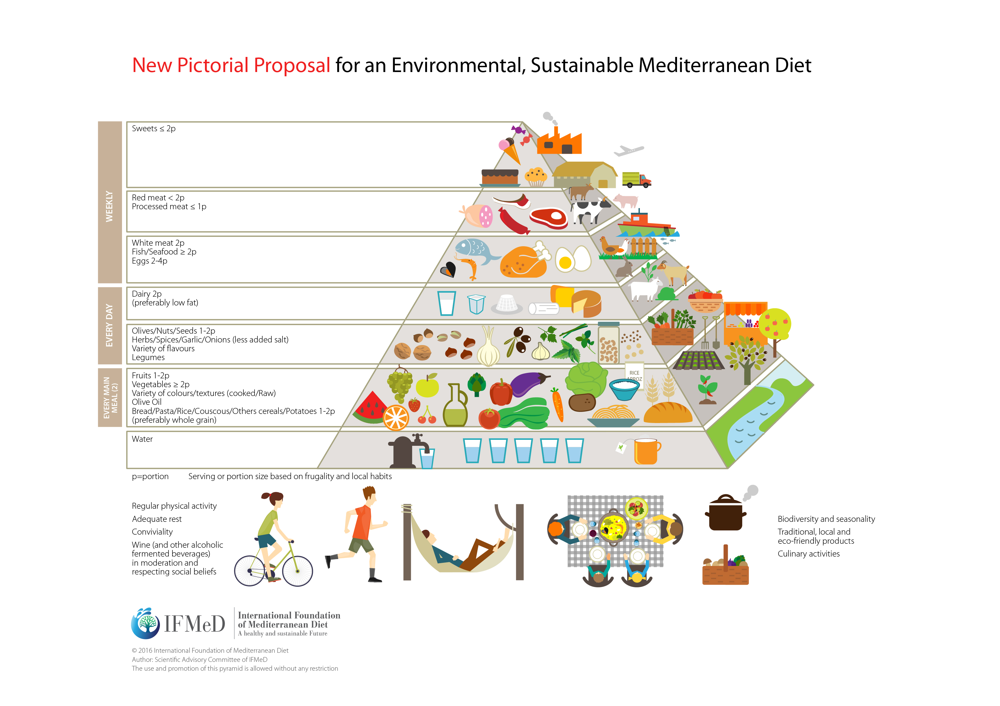 New Pictorial Proposal for an Environmental, Sustainable Mediterranean Diet
WEEKLY
Sweets ≤ 2p
Red meat < 2p
Processed meat ≤ 1p
White meat 2p
Fish/Seafood ≥ 2p
Eggs 2-4p
EVERY DAY
Dairy 2p
(preferably low fat)
Olives/Nuts/Seeds 1-2p
Herbs/Spices/Garlic/Onions (less added salt)
Variety of flavours
Legumes
EVERY MAIN
MEAL (2)
Fruits 1-2p
Vegetables ≥ 2p
Variety of colours/textures (cooked/Raw)
Olive Oil
Bread/Pasta/Rice/Couscous/Others cereals/Potatoes 1-2p
(preferably whole grain)
RICE
ARROZ
Water
p=portion Serving or portion size based on frugality and local habits
Regular physical activity
Adequate rest
Conviviality
Wine (and other alcoholic
fermented beverages)
in moderation and
respecting social beliefs
Biodiversity and seasonality
Traditional, local and
eco-friendly products
Culinary activities
IFMeD
International Foundation
of Mediterranean Diet
A healthy and sustainable Future
© 2016 International Foundation of Mediterranean Diet
Author: Scientific Advisory Committee of IFMeD
The use and promotion of this pyramid is allowed without any restriction